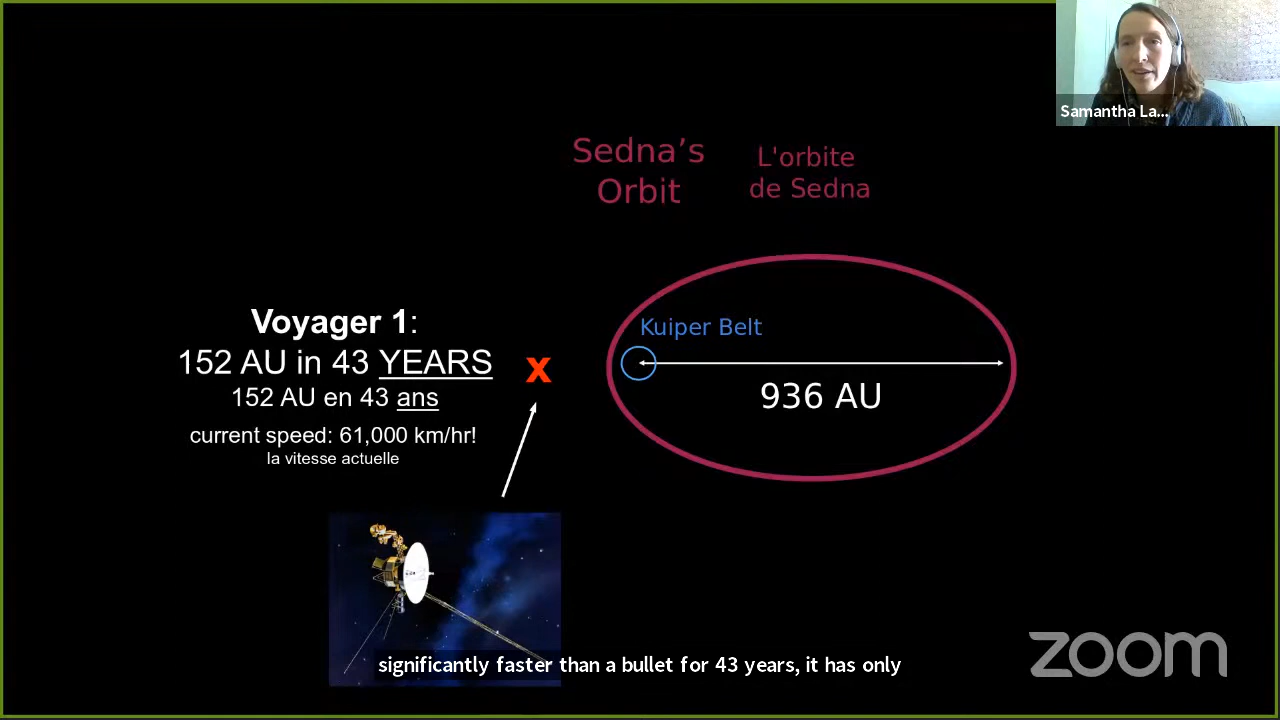 Samantha La...
Sedna’s
Orbit
L'orbite
de Sedna
Voyager 1:
152 AU in 43 YEARS
152 AU en 43 ans
current speed: 61,000 km/hr!
la vitesse actuelle
X
Kuiper Belt
936 AU
significantly faster than a bullet for 43 years, it has only
zoom